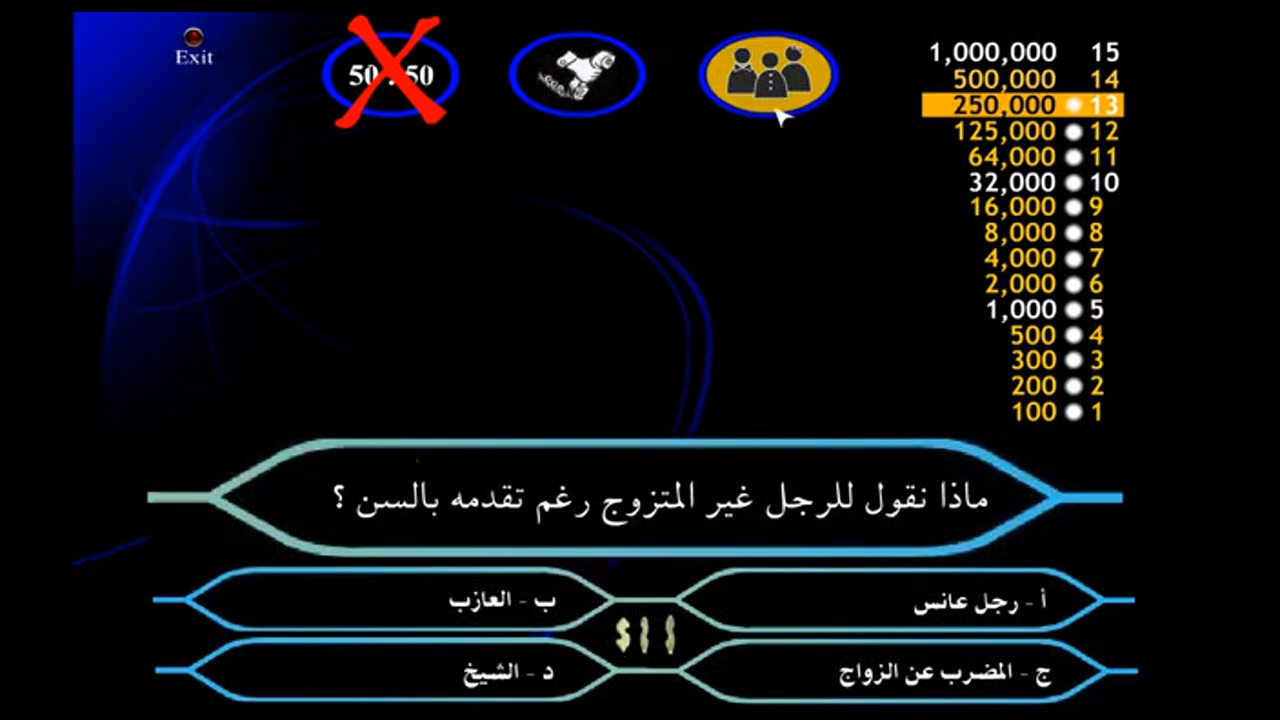 Exit
50 50
1,000,000 15
500,000 14
250,000 13
125,000 12
64,000 11
32,000 10
16,000 9
8,000 8
4,000 7
2,000 6
1,000 5
500 4
300 3
200 2
100 1
ماذا نقول للرجل غير المتزوج رغم تقدمه بالسن ؟
أ - رجل عانس
ب - العازب
ج - المضرب عن الزواج
د - الشيخ